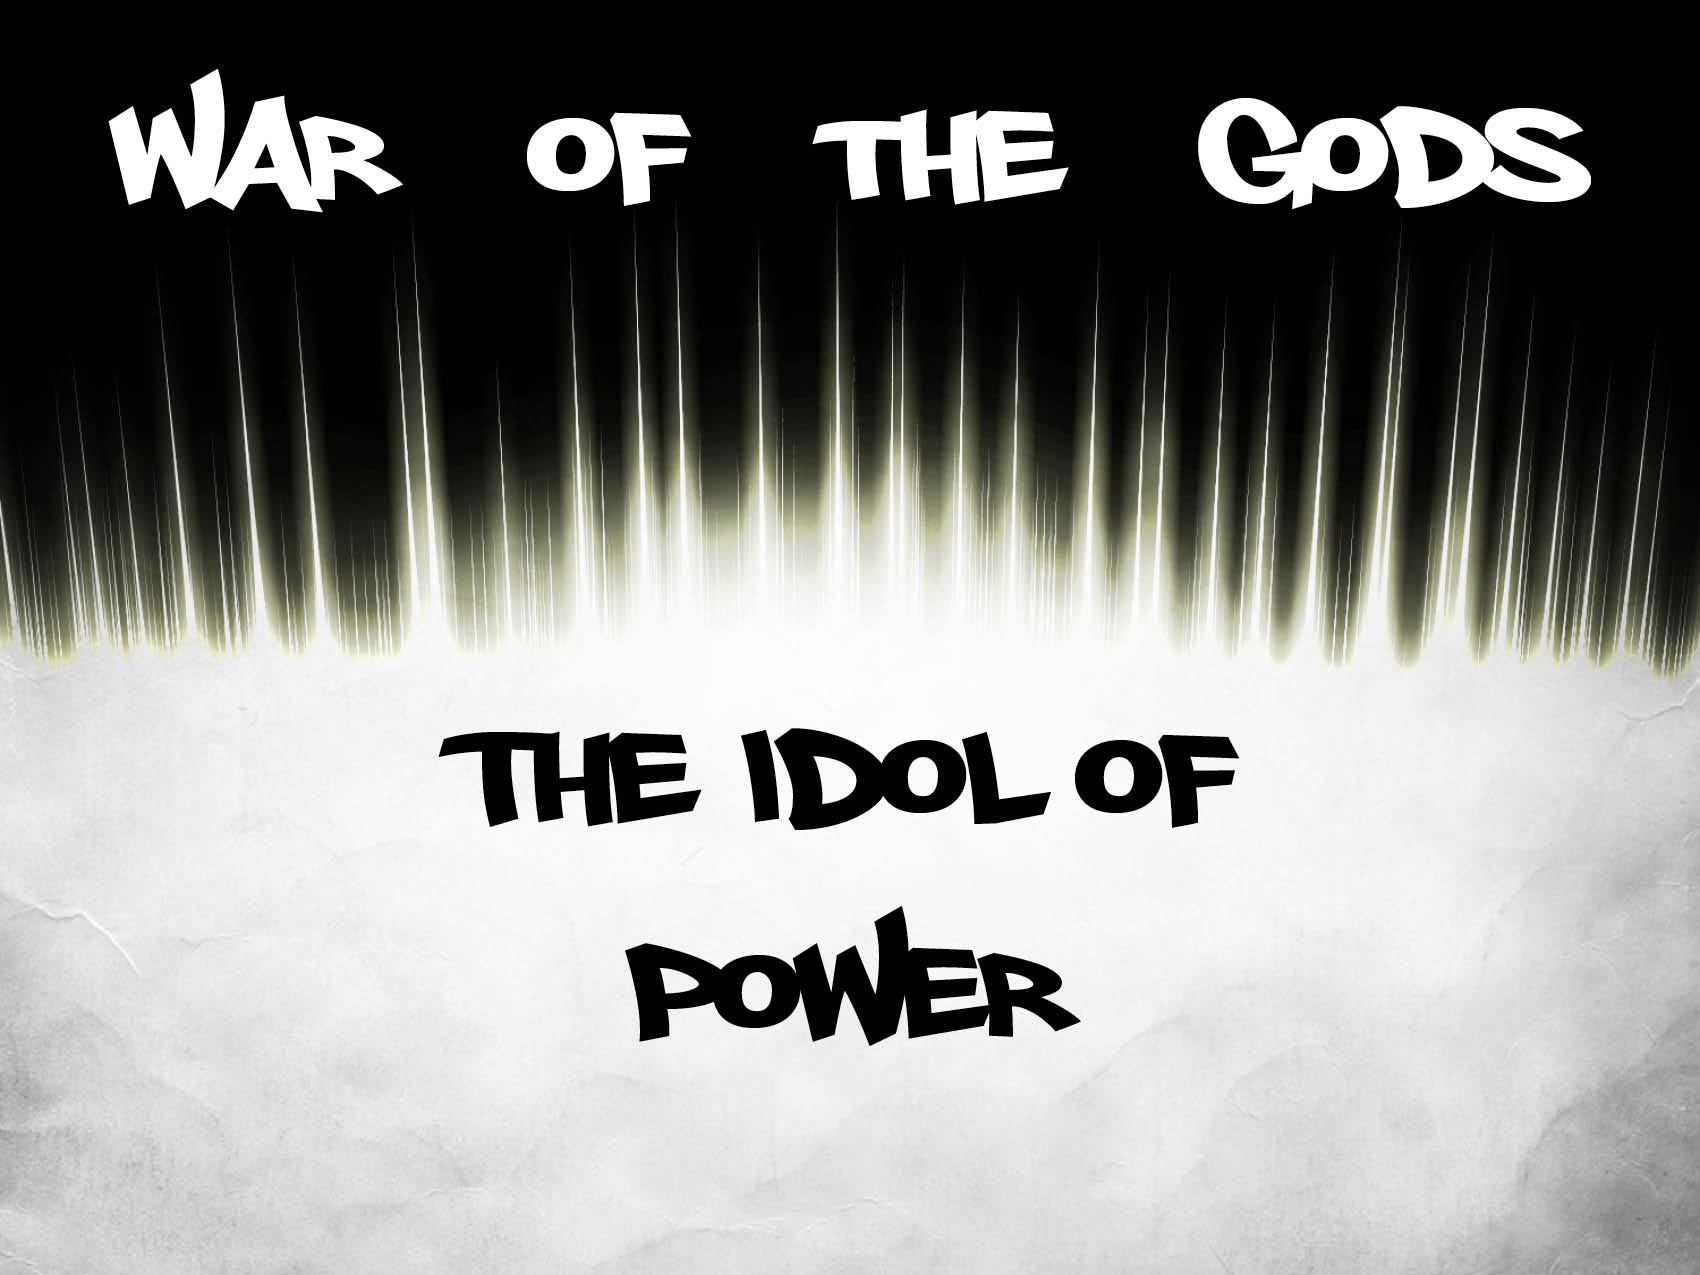 WAR OF THE GODS
THE IDOL OF
POWER